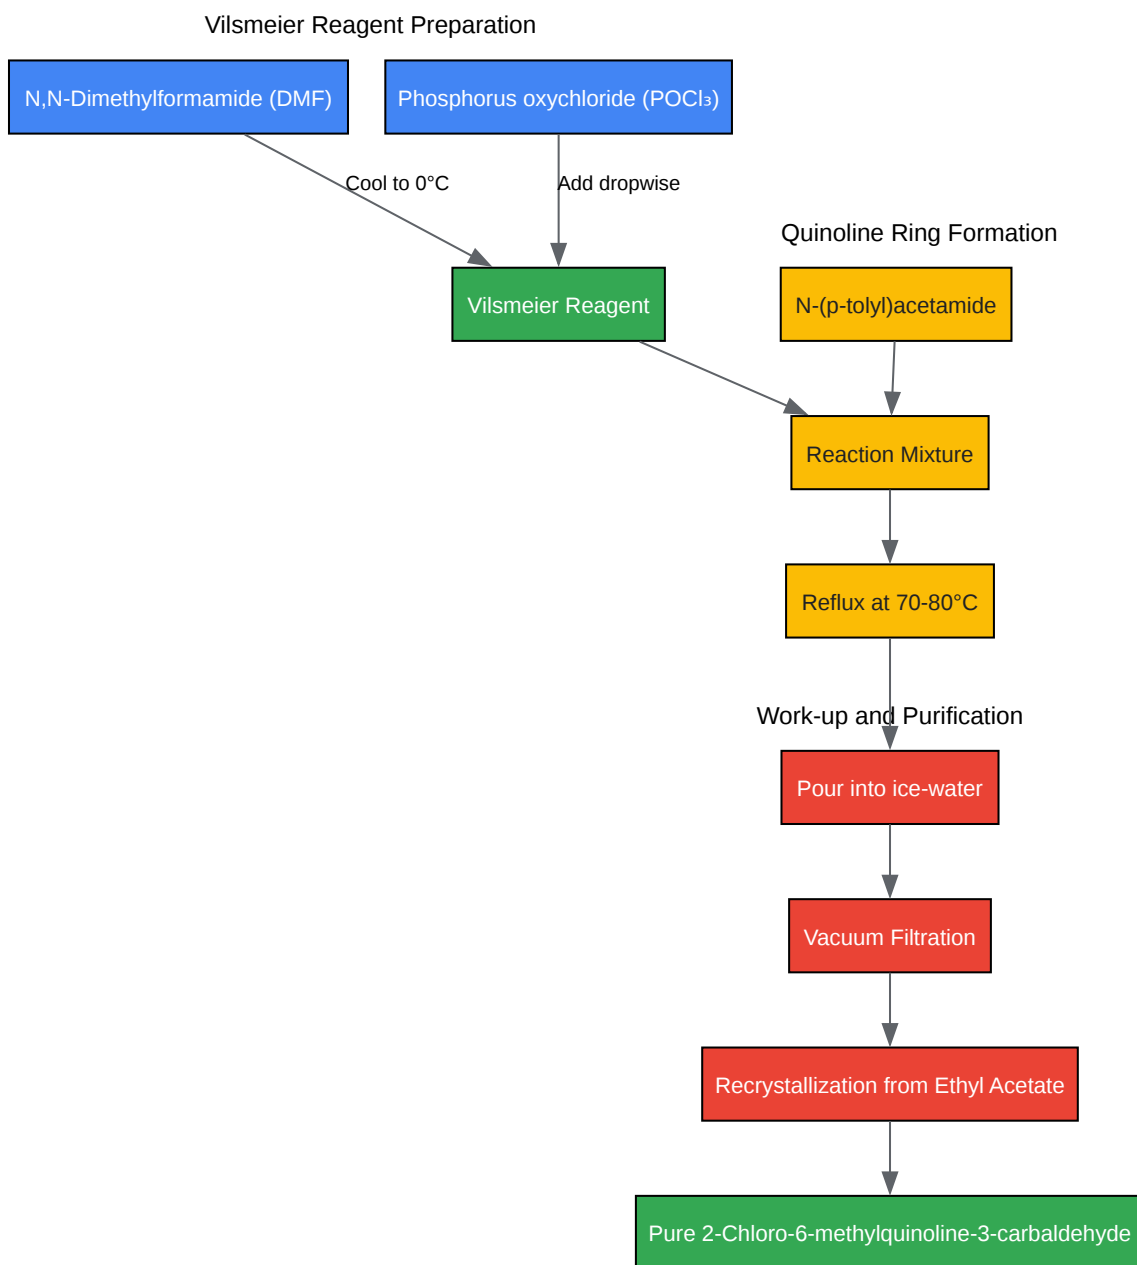 Vilsmeier Reagent Preparation
N,N-Dimethylformamide (DMF)
Phosphorus oxychloride (POCl₃)
Cool to 0°C
Add dropwise
Quinoline Ring Formation
Vilsmeier Reagent
N-(p-tolyl)acetamide
Reaction Mixture
Reflux at 70-80°C
Work-up and Purification
Pour into ice-water
Vacuum Filtration
Recrystallization from Ethyl Acetate
Pure 2-Chloro-6-methylquinoline-3-carbaldehyde